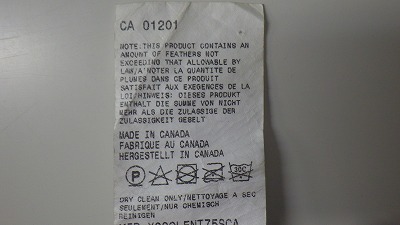 CA 01201
NOTE:THIS PRODUCT CONTAINS AN
AMOUNT OF FEATHERS NOT
EXCEEDING THAT ALLOWABLE BY
LAW/A'NOTER LA QUANTITE DE
PLUMES DANS CE PRODUIT
SATISFAIT AUX EXEGENCES DE LA
LOI/HINWEIS: DIESES PRODUKT
ENTHALT DIE SUMME VON NICHT
MEHR ALS DIE ZULASSIGE DER
ZULASSIGKEIT GEBELT
MADE IN CANADA
FABRIQUE AU CANADA
HERGESTELLT IN CANADA
P 30C
DRY CLEAN ONLY/NETTOYAGE A SEC
SEULEMENT/NUR CHEMISCH
REINIGEN